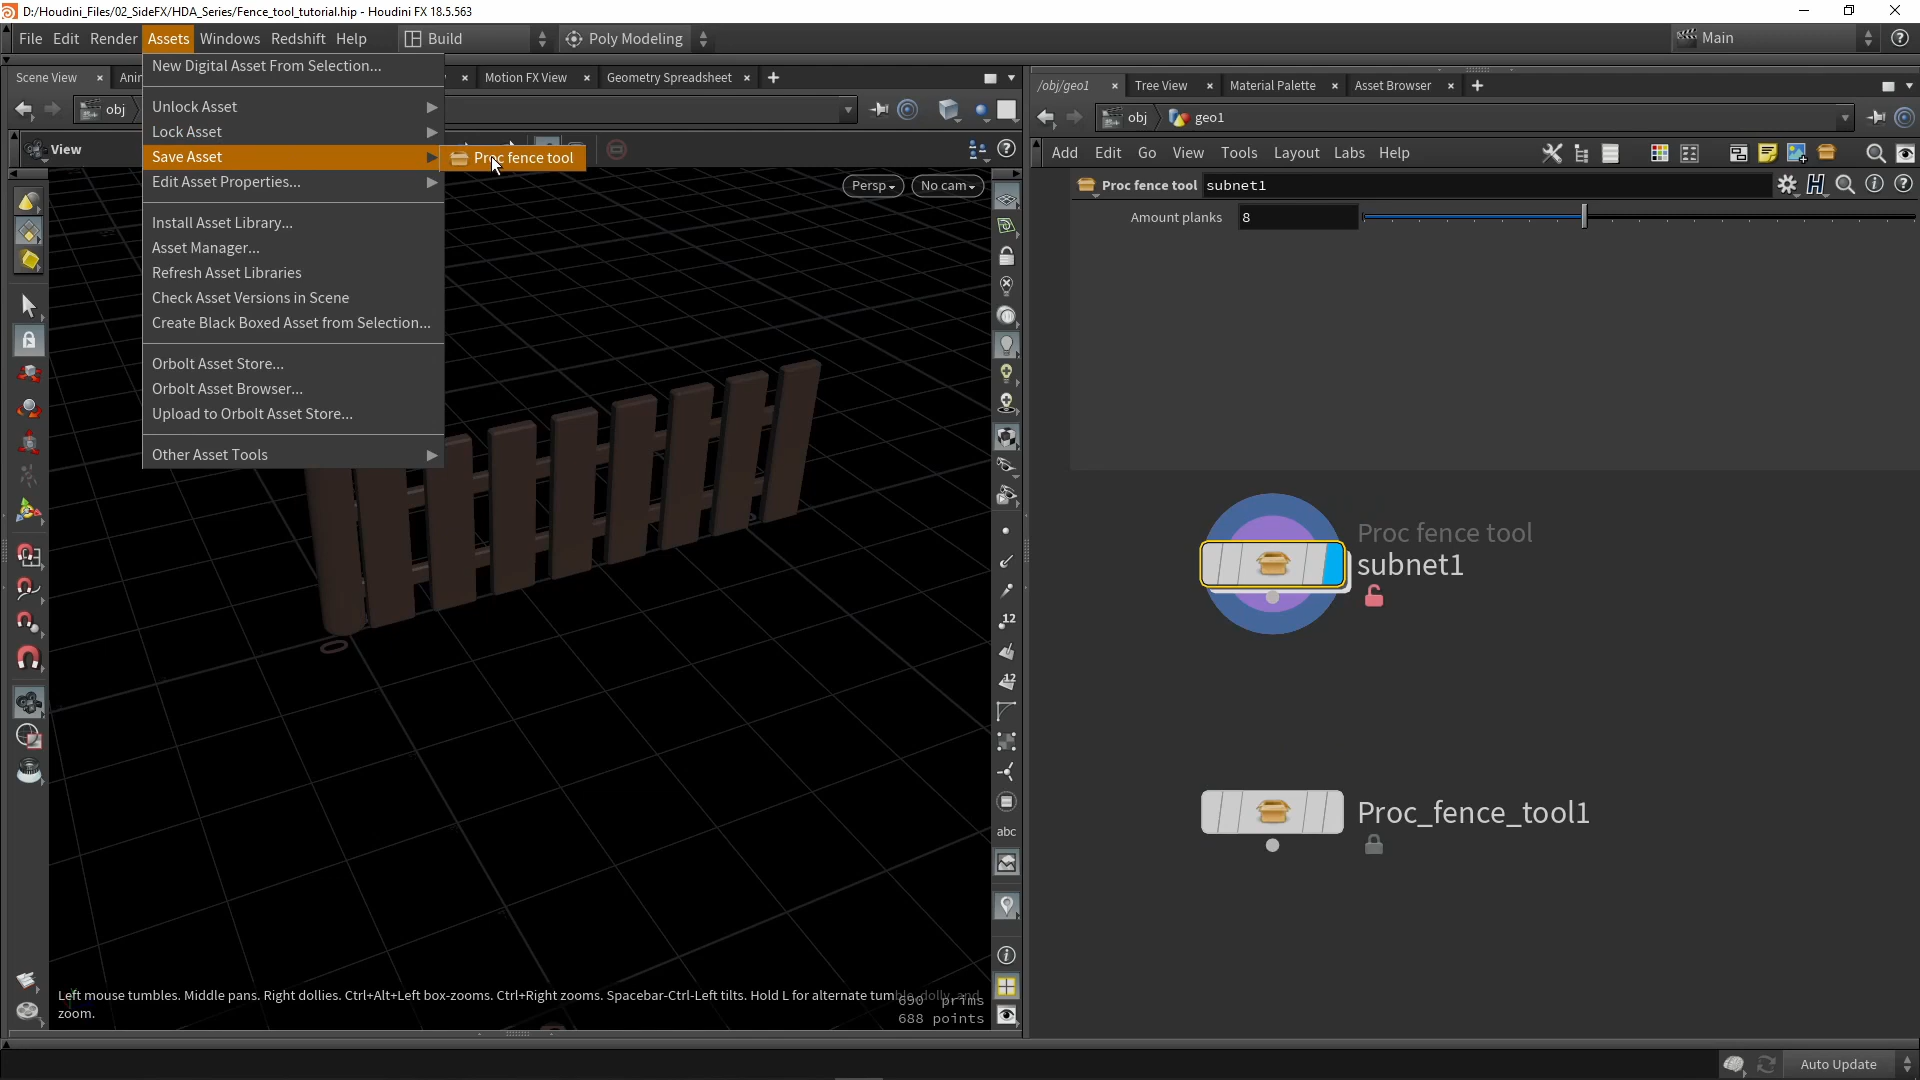 D:/Houdini_Files/02_SideFX/HDA_Series/Fence_tool_tutorial.hip - Houdini FX 18.5.563
File Edit Render Assets Windows Redshift Help Build Poly Modeling Main
New Digital Asset From Selection...
Unlock Asset
Lock Asset
Save Asset
Proc fence tool
Edit Asset Properties...
Install Asset Library...
Asset Manager...
Refresh Asset Libraries
Check Asset Versions in Scene
Create Black Boxed Asset from Selection...
Orbolt Asset Store...
Orbolt Asset Browser...
Upload to Orbolt Asset Store...
Other Asset Tools
Scene View Motion FX View Geometry Spreadsheet
obj
View
Persp No cam
12
12
abc
Left mouse tumbles. Middle pans. Right dollies. Ctrl+Alt+Left box-zooms. Ctrl+Right zooms. Spacebar-Ctrl-Left tilts. Hold L for alternate tumble, dolly, and
zoom.
690 prims
688 points
/obj/geo1 Tree View Material Palette Asset Browser
obj geo1
Add Edit Go View Tools Layout Labs Help
Proc fence tool subnet1
Amount planks 8
Proc fence tool
subnet1
Proc_fence_tool1
Auto Update